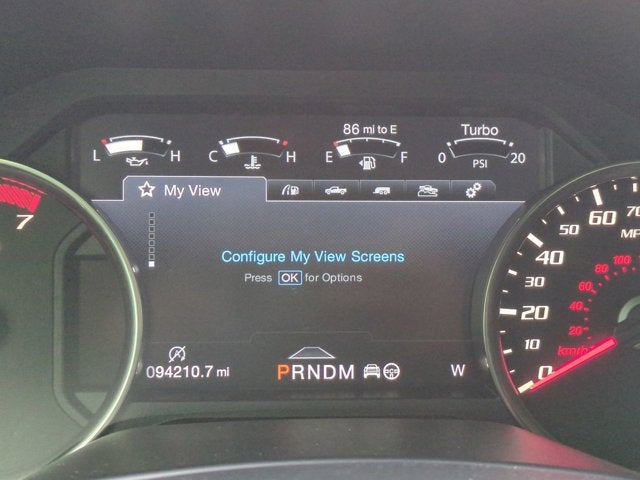 86 mi to E
Turbo
L H
C H
E F
0 20
PSI
My View
7
Configure My View Screens
Press OK for Options
094210.7 mi
PRNDM
W
0
10
20
30
40
50
60
70
20
40
60
80
100
km/h